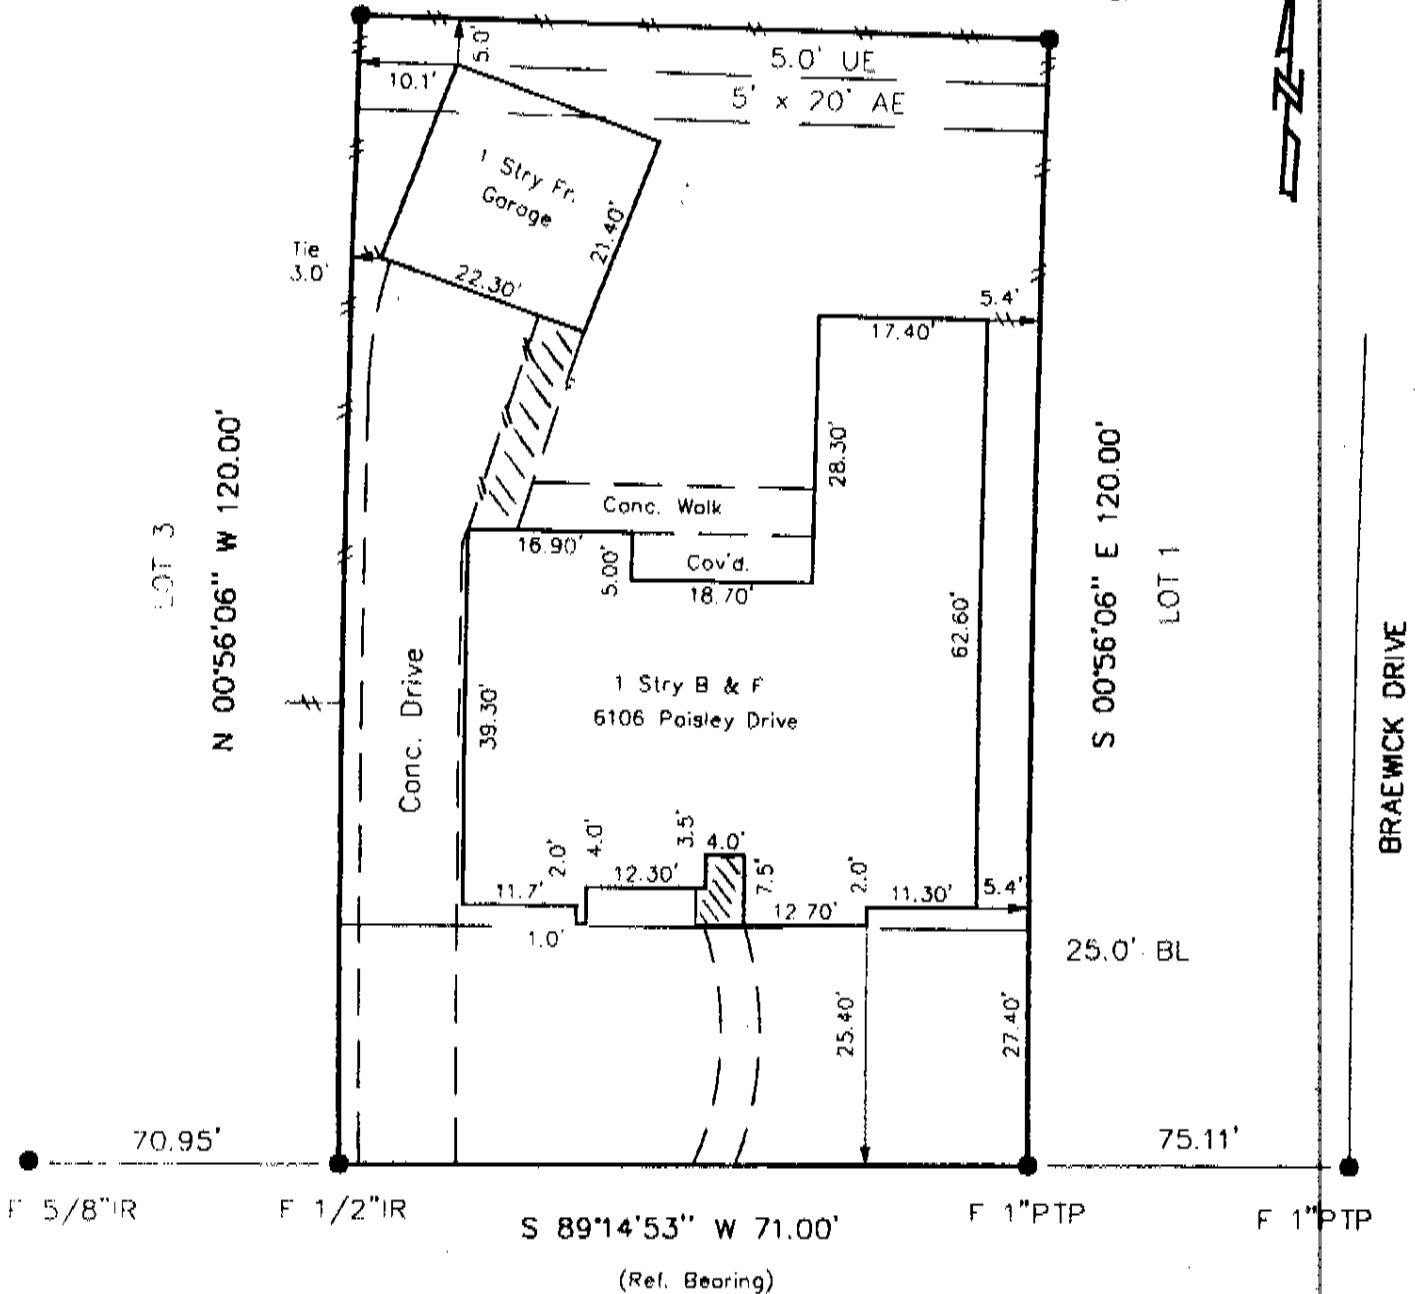 5.0' UE
5' x 20' AE
5.0'
10.1'
1 Stry Fr.
Garage
21.40'
22.30'
Tie
3.0'
5.4'
17.40'
28.30'
Conc. Walk
16.90'
5.00'
Cov'd.
18.70'
LOT 3
N 00°56'06" W 120.00'
S 00°56'06" E 120.00'
LOT 1
62.60'
BRAEWICK DRIVE
Conc. Drive
39.30'
1 Stry B & F
6106 Paisley Drive
2.0'
4.0'
3.5'
4.0'
12.30'
7.5'
2.0'
11.7'
11.30'
5.4'
12.70'
1.0'
25.0' BL
25.40'
27.40'
70.95'
75.11'
F 5/8"IR
F 1/2"IR
S 89°14'53" W 71.00'
F 1"PTP
F 1"PTP
(Ref. Bearing)